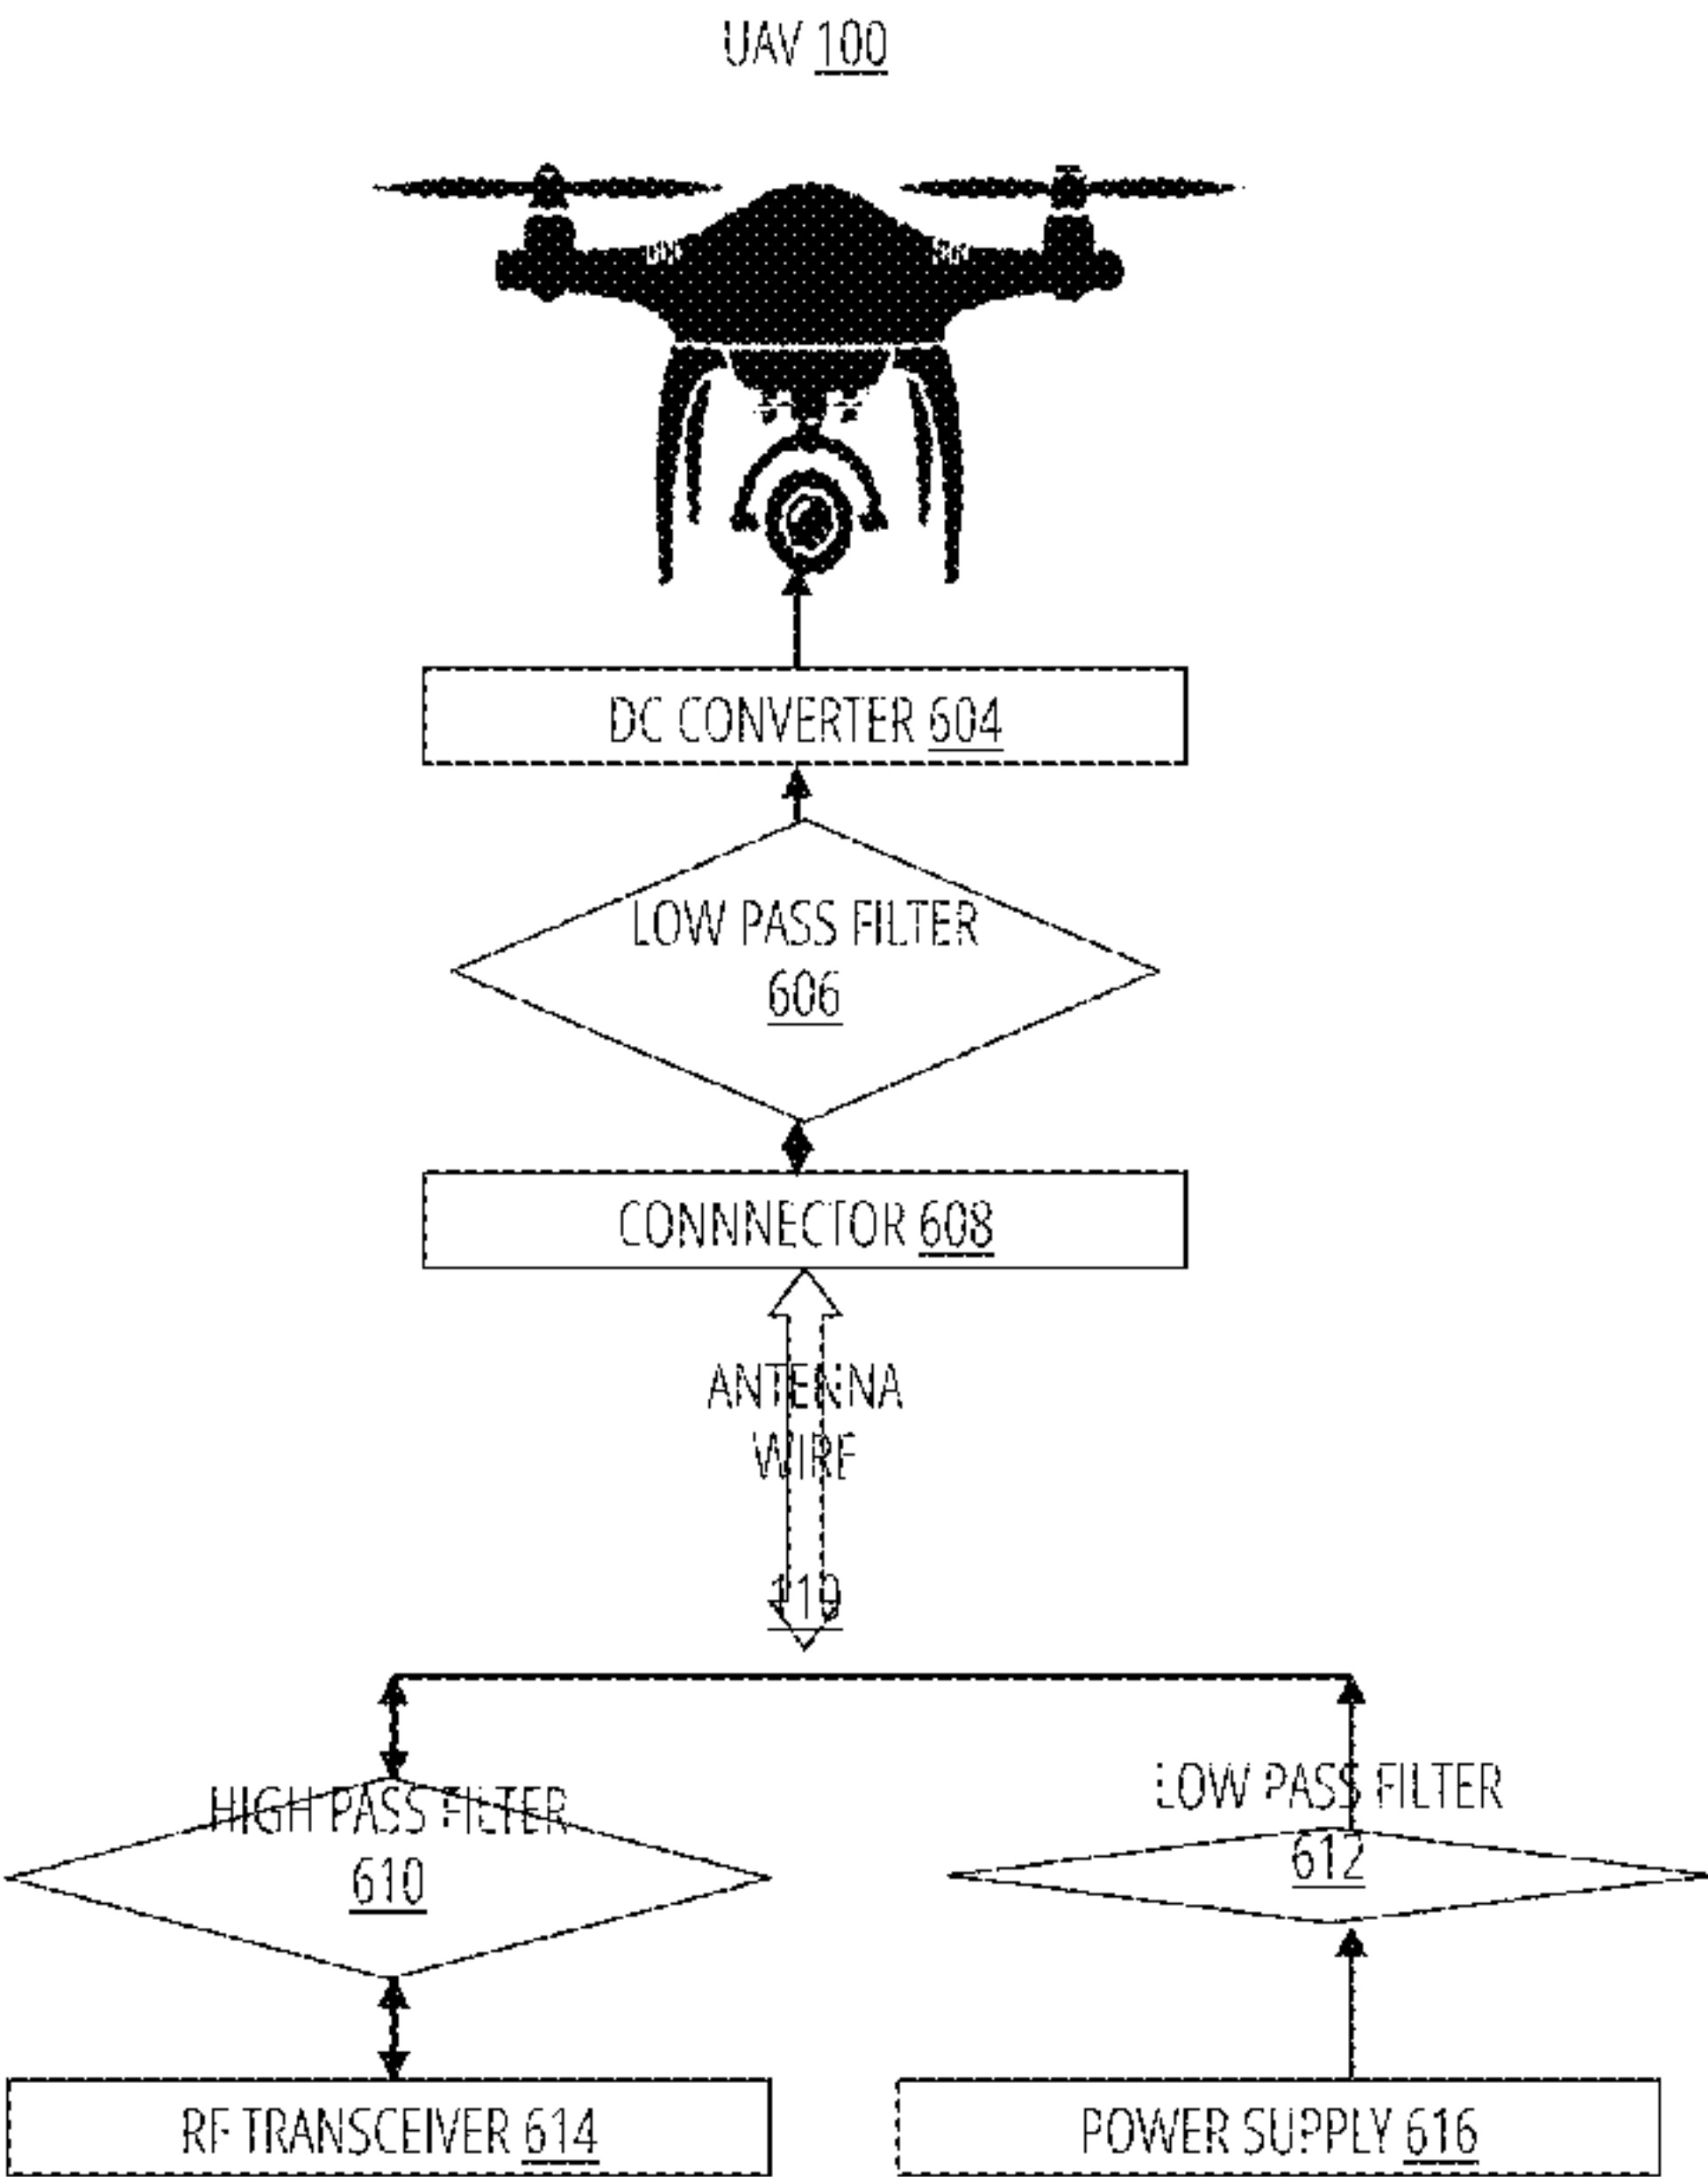 UAV 100
DC CONVERTER 604
LOW PASS FILTER
606
CONNNECTOR 608
ANTENNA
WIRE
110
HIGH PASS FILTER
610
LOW PASS FILTER
612
RF TRANSCEIVER 614
POWER SUPPLY 616